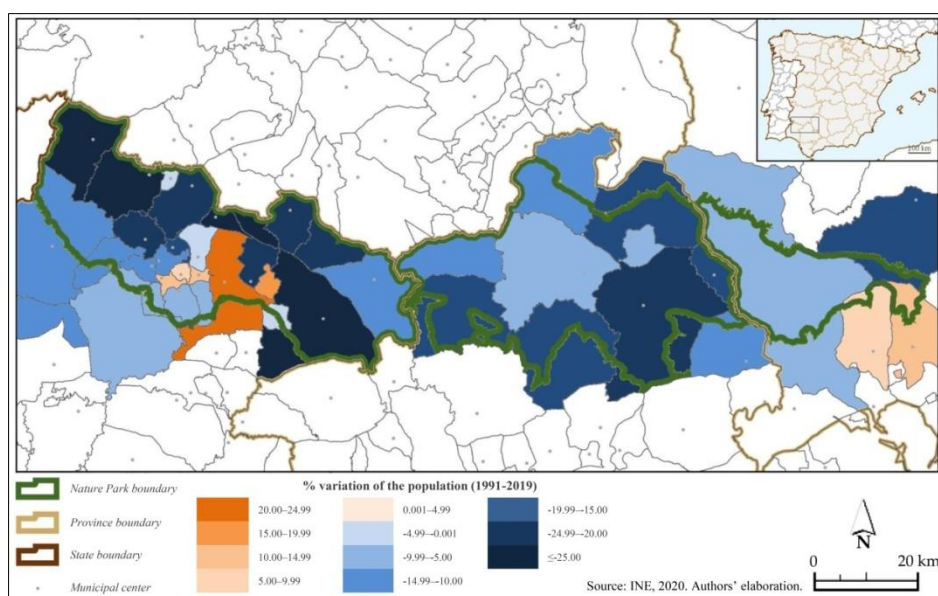 100 km
Nature Park boundary
Province boundary
State boundary
Municipal center
% variation of the population (1991-2019)
20.00–24.99
15.00–19.99
10.00–14.99
5.00–9.99
0.001–4.99
-4.99–-0.001
-9.99–-5.00
-14.99–-10.00
-19.99–-15.00
-24.99–-20.00
≤-25.00
N
0 20 km
Source: INE, 2020. Authors’ elaboration.